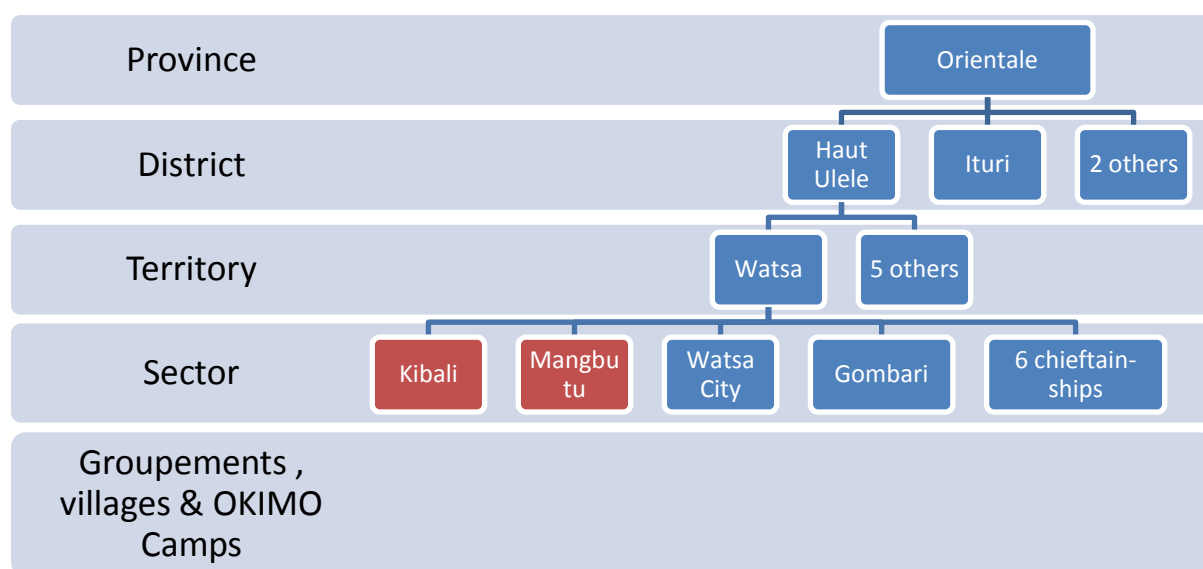 Province
Orientale
District
Haut
Ulele
Ituri
2 others
Territory
Watsa
5 others
Sector
Kibali
Mangbu
tu
Watsa
City
Gombari
6 chieftain-
ships
Groupements ,
villages & OKIMO
Camps